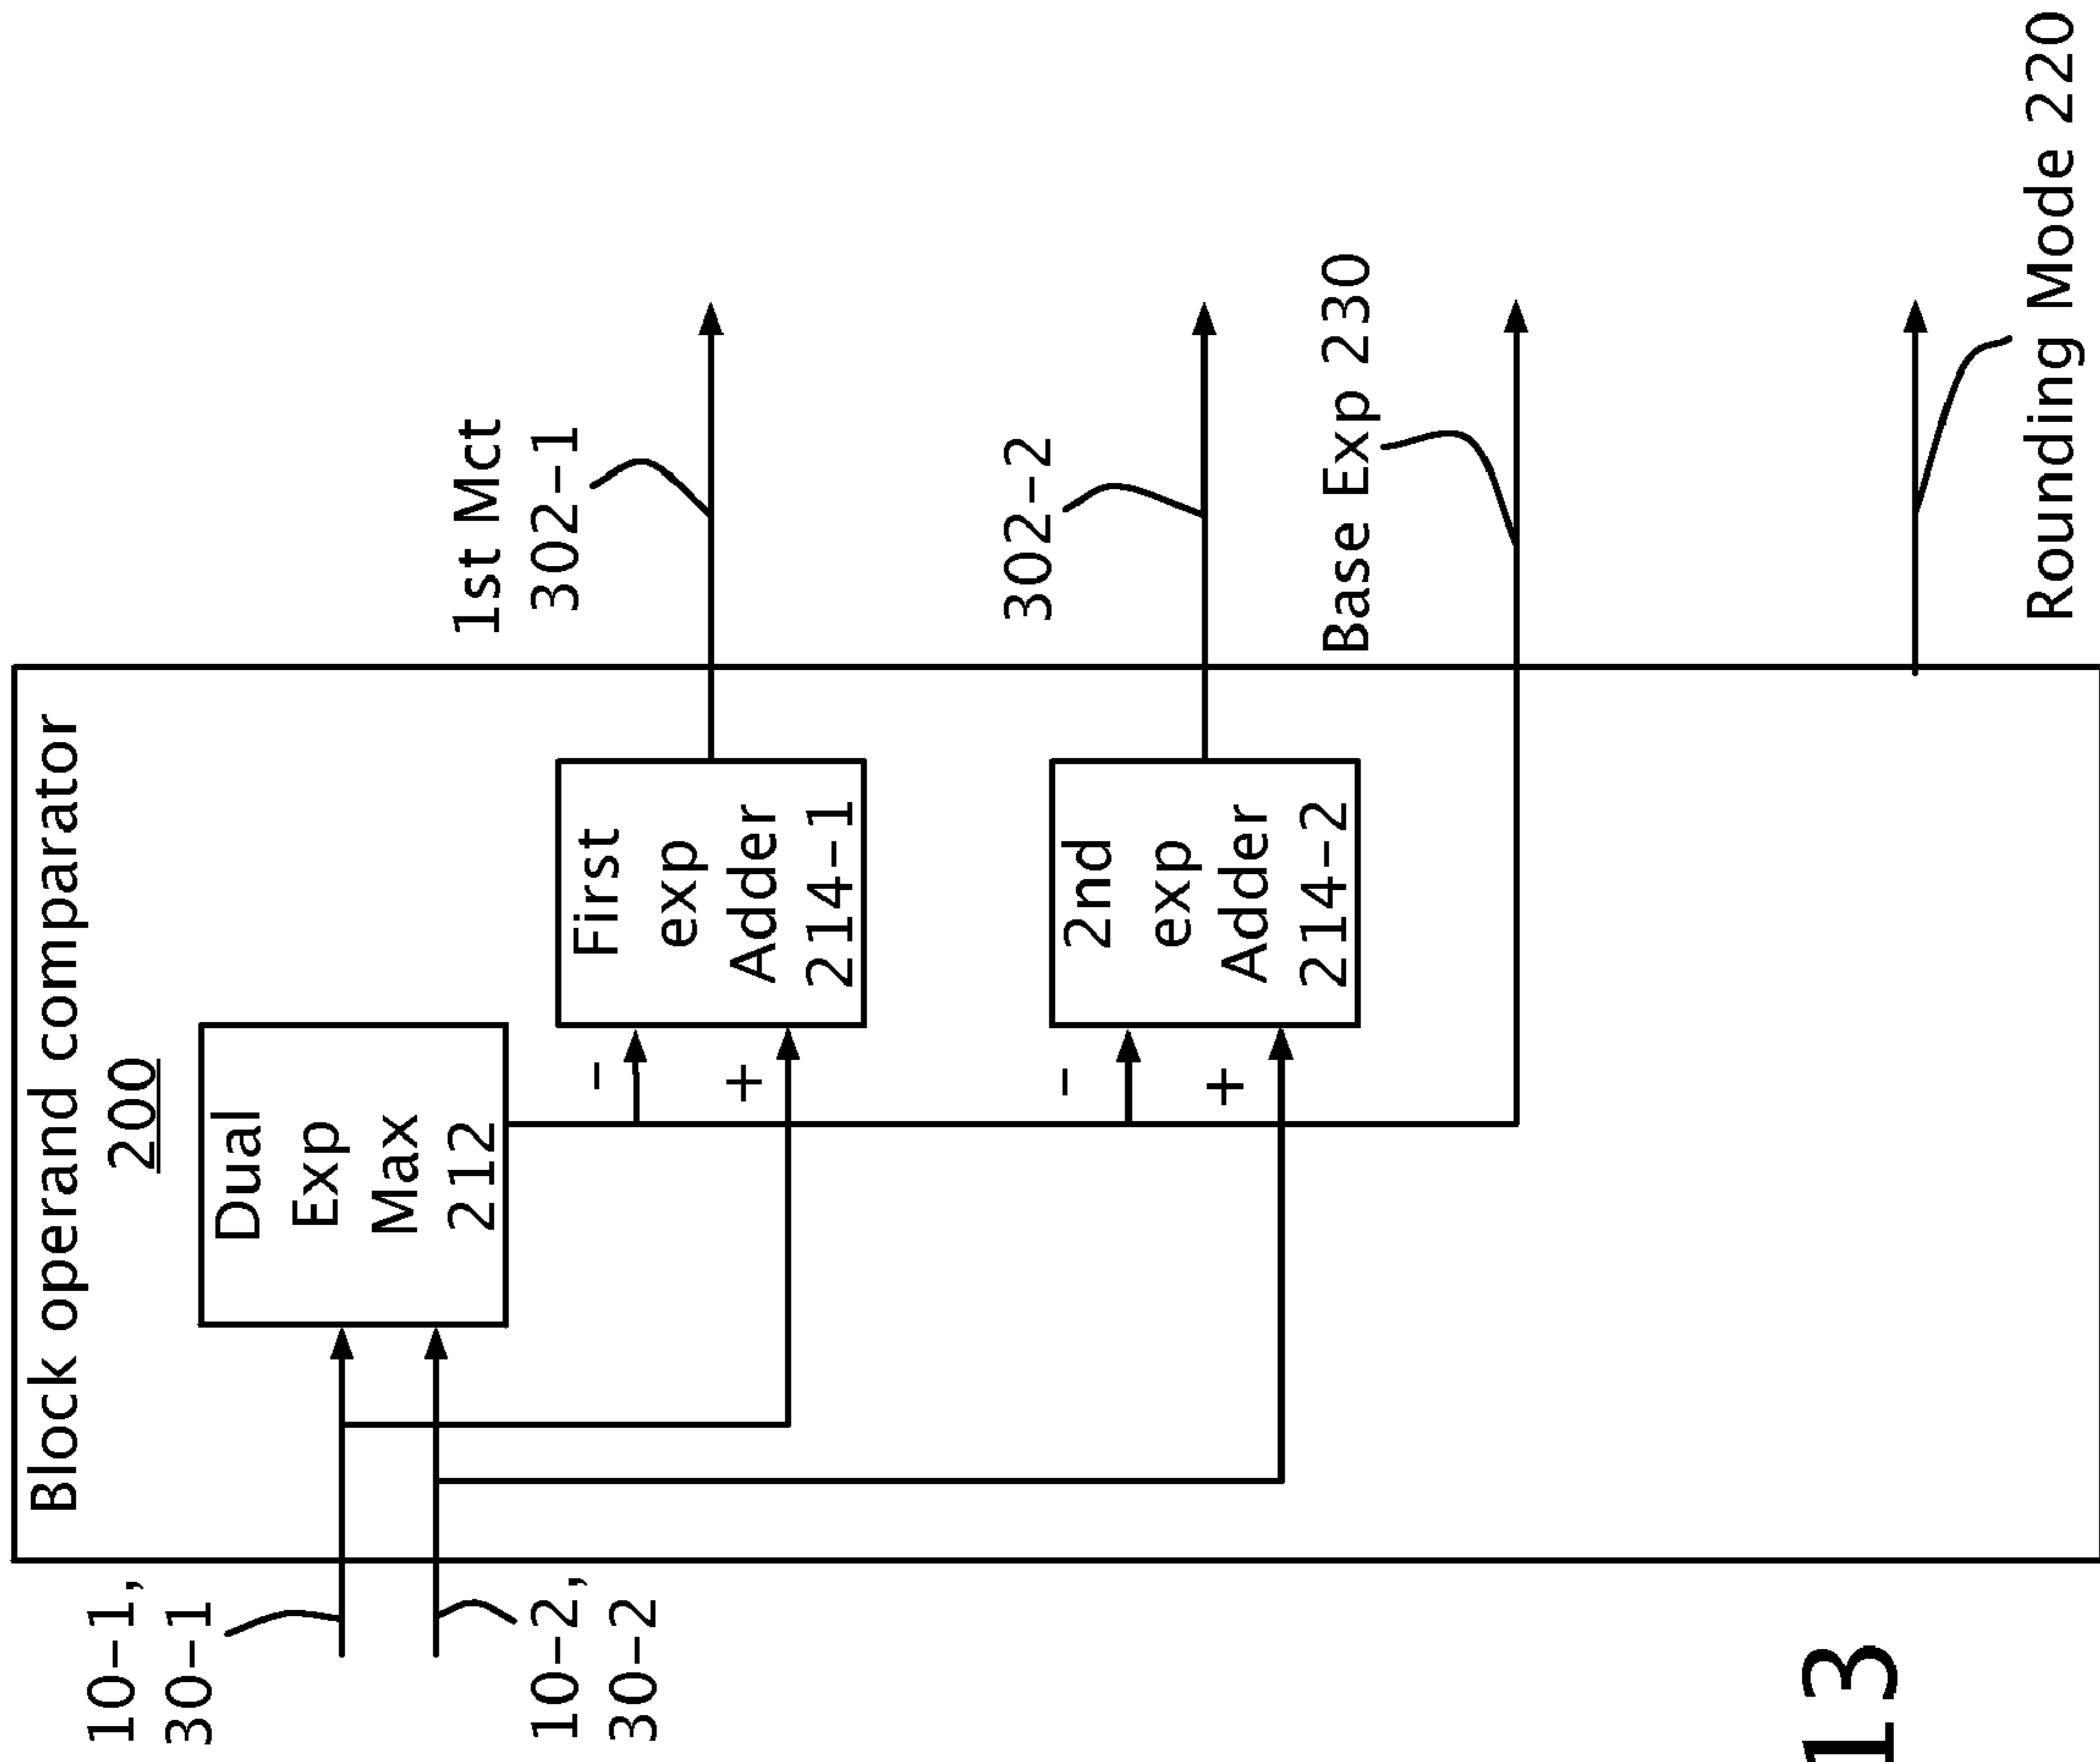 Block operand comparator
200
10-1,
30-1
10-2,
30-2
Dual
Exp
Max
212
-
+
First
exp
Adder
214-1
1st Mct
302-1
-
+
2nd
exp
Adder
214-2
302-2
Base Exp 230
Rounding Mode 220
13